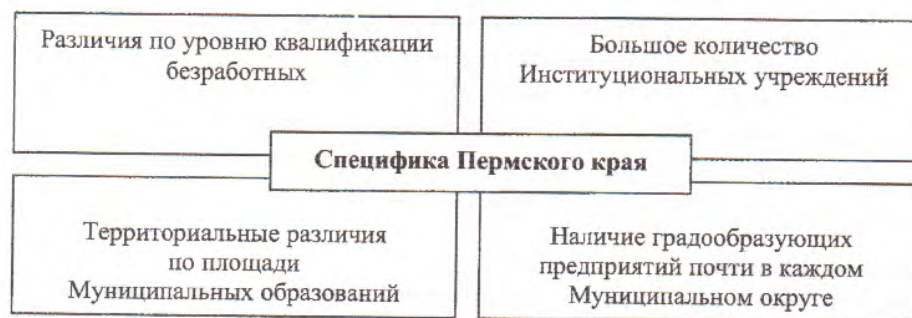 Различия по уровню квалификации
безработных
Большое количество
Институциональных учреждений
Специфика Пермского края
Территориальные различия
по площади
Муниципальных образований
Наличие градообразующих
предприятий почти в каждом
Муниципальном округе